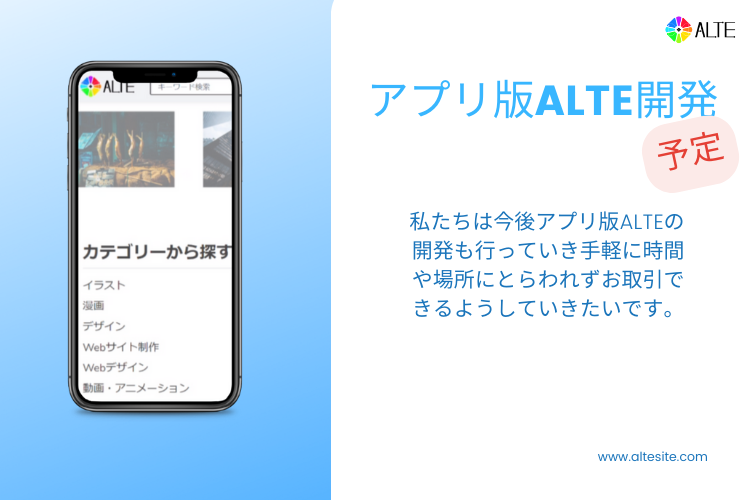 ALTE
アプリ版ALTE開発
予定
私たちは今後アプリ版ALTEの
開発も行っていき手軽に時間
や場所にとらわれずお取引で
きるようしていきたいです。
www.altesite.com
ALTE
キーワード検索
カテゴリーから探す
イラスト
漫画
デザイン
Webサイト制作
Webデザイン
動画・アニメーション